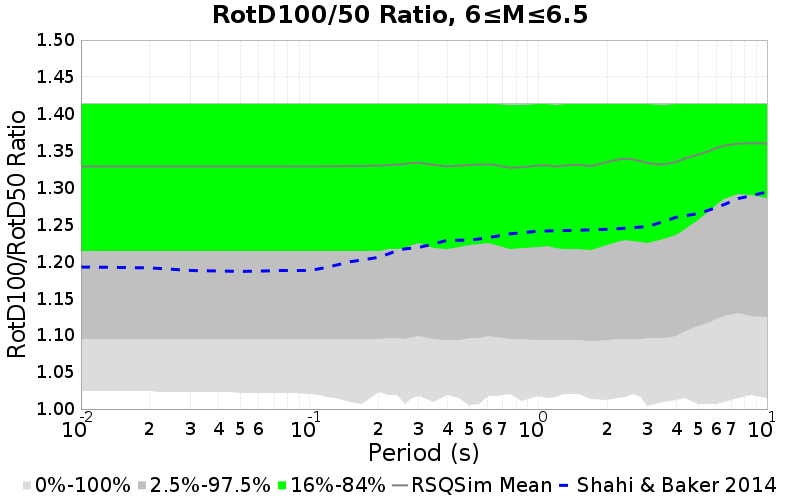 RotD100/50 Ratio, 6≤M≤6.5
RotD100/RotD50 Ratio
1.50
1.45
1.40
1.35
1.30
1.25
1.20
1.15
1.10
1.05
1.00
10^-2 2 3 4 5 6 10^-1 2 3 4 5 6 7 10^0 2 3 4 5 6 7 10^1
Period (s)
0%-100% 2.5%-97.5% 16%-84% RSQSim Mean Shahi & Baker 2014